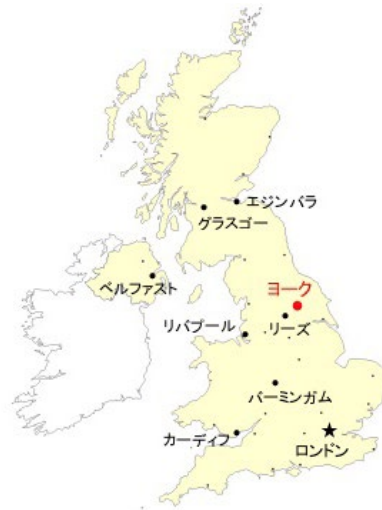 エジンバラ
グラスゴー
ベルファスト
ヨーク
リーズ
リバプール
バーミンガム
カーディフ
ロンドン